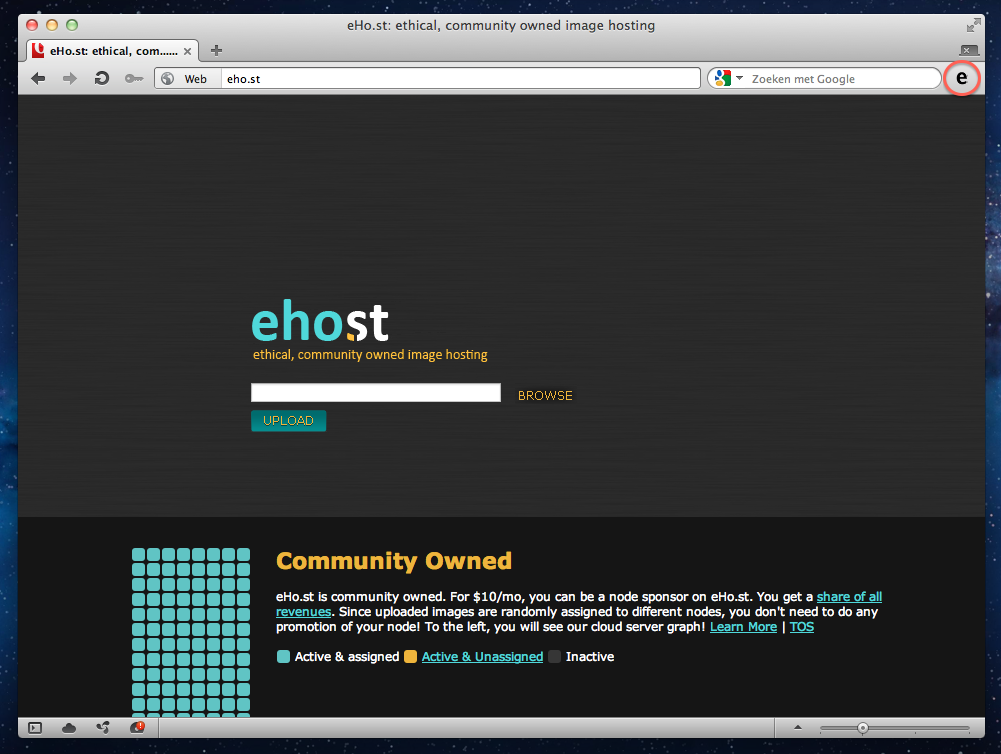 eHo.st: ethical, community owned image hosting
eHo.st: ethical, com......
Web eho.st Zoeken met Google e
eho.st
ethical, community owned image hosting
BROWSE
UPLOAD
Community Owned
eHo.st is community owned. For $10/mo, you can be a node sponsor on eHo.st. You get a share of all
revenues. Since uploaded images are randomly assigned to different nodes, you don't need to do any
promotion of your node! To the left, you will see our cloud server graph! Learn More | TOS
Active & assigned Active & Unassigned Inactive